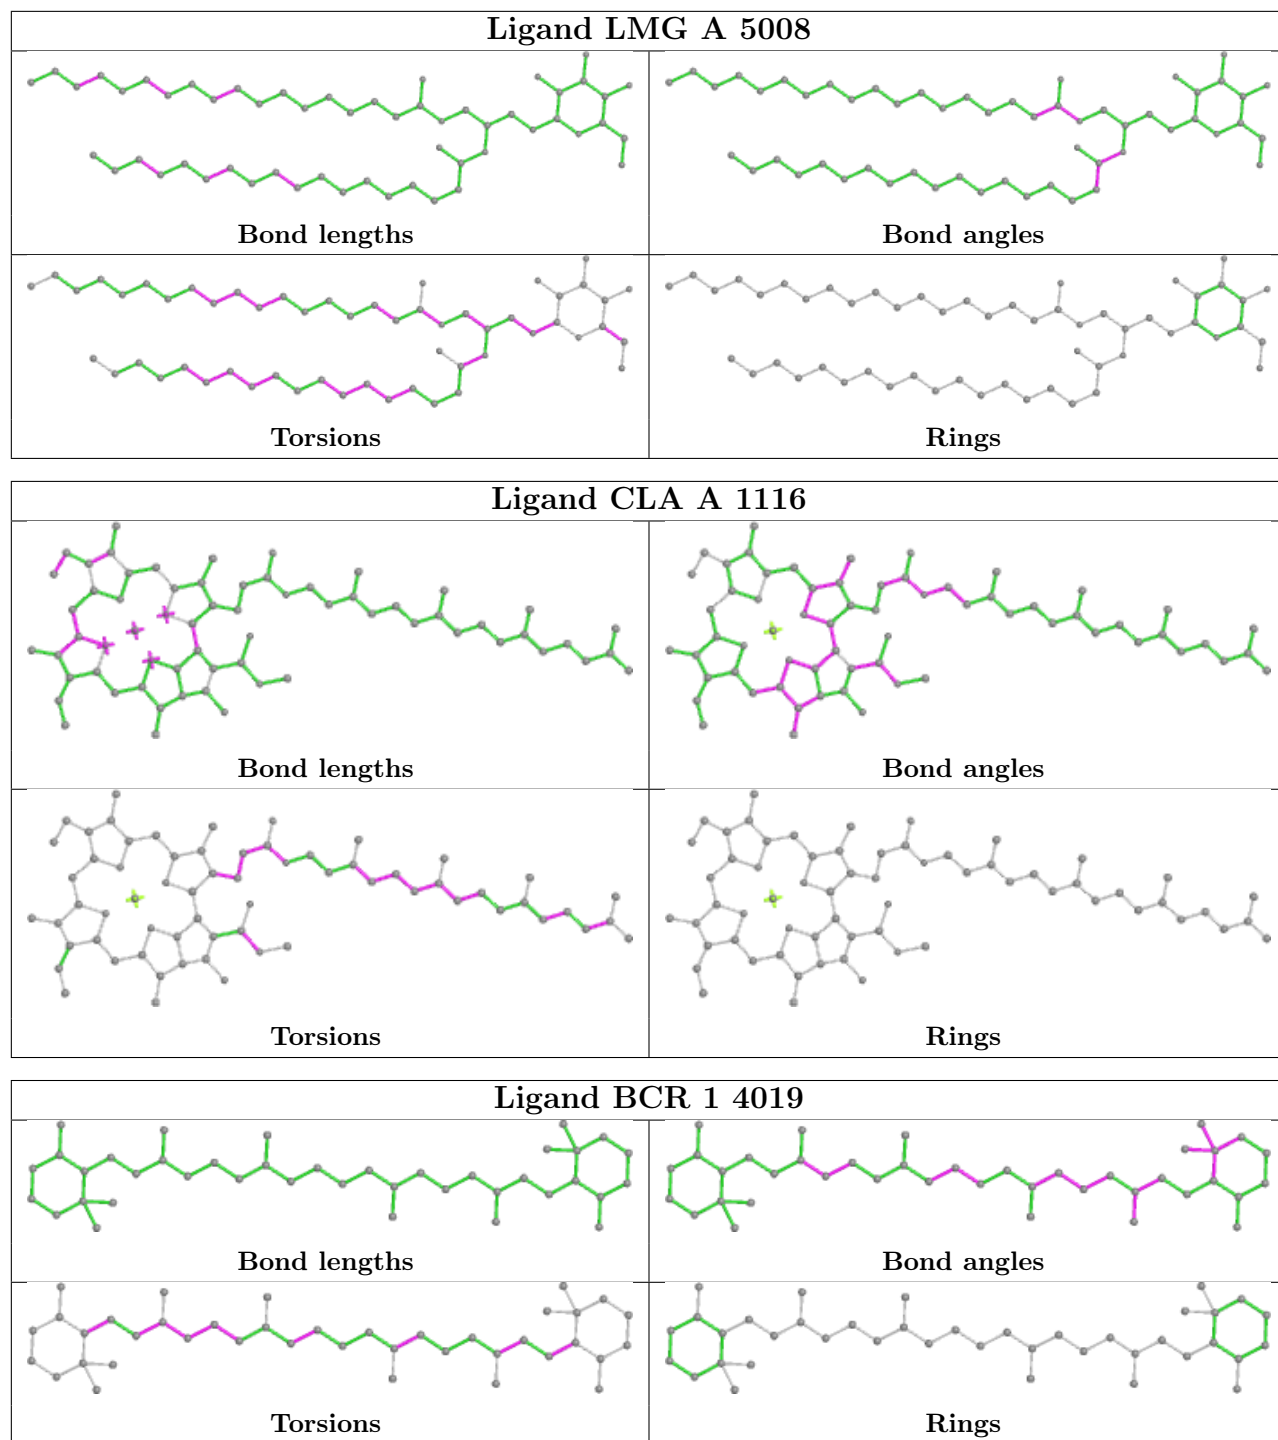 Ligand LMG A 5008
Bond lengths
Bond angles
Torsions
Rings
Ligand CLA A 1116
Bond lengths
Bond angles
Torsions
Rings
Ligand BCR 1 4019
Bond lengths
Bond angles
Torsions
Rings